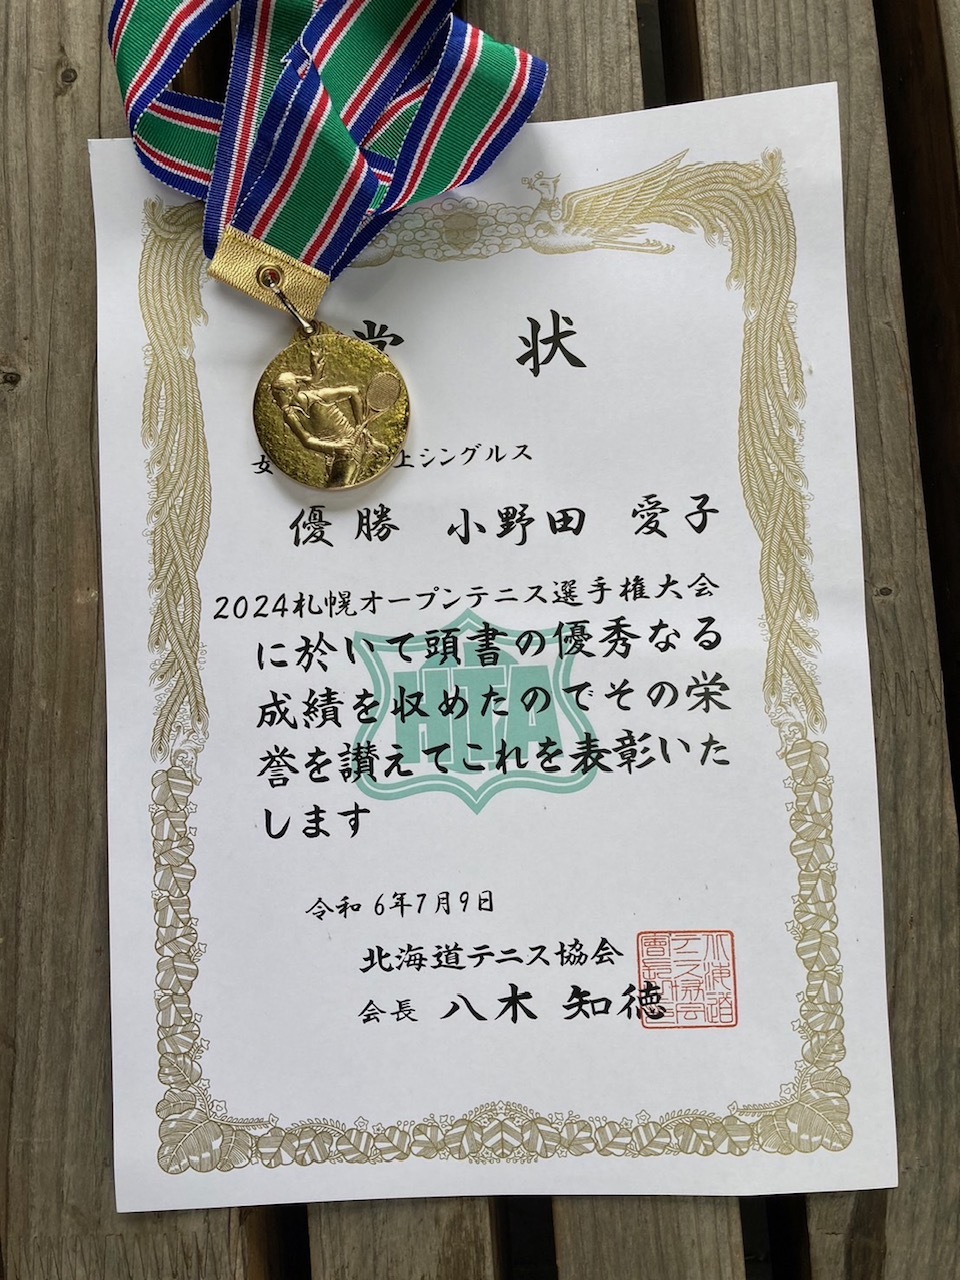 賞状
女 上シングルス
優勝 小野田 愛子
2024札幌オープンテニス選手権大会
に於いて頭書の優秀なる
成績を収めたのでその栄
誉を讃えてこれを表彰いた
します
HTA
令和 6年7月9日
北海道テニス協会
会長 八木 知徳